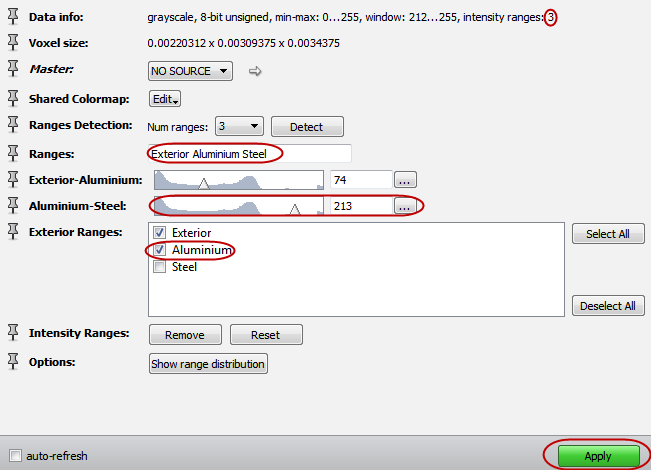 Data info: grayscale, 8-bit unsigned, min-max: 0...255, window: 212...255, intensity ranges: 3
Voxel size: 0.00220312 x 0.00309375 x 0.0034375
Master: NO SOURCE
Shared Colormap: Edit
Ranges Detection: Num ranges: 3 Detect
Ranges: Exterior Aluminium Steel
Exterior-Aluminium: 74 ...
Aluminium-Steel: 213 ...
Exterior Ranges: Exterior Select All
Aluminium
Steel
Deselect All
Intensity Ranges: Remove Reset
Options: Show range distribution
auto-refresh Apply